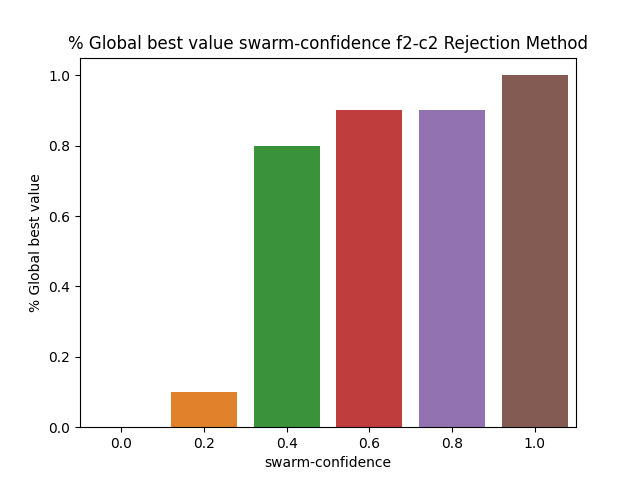 % Global best value swarm-confidence f2-c2 Rejection Method
% Global best value
1.0
0.8
0.6
0.4
0.2
0.0
0.0 0.2 0.4 0.6 0.8 1.0
swarm-confidence